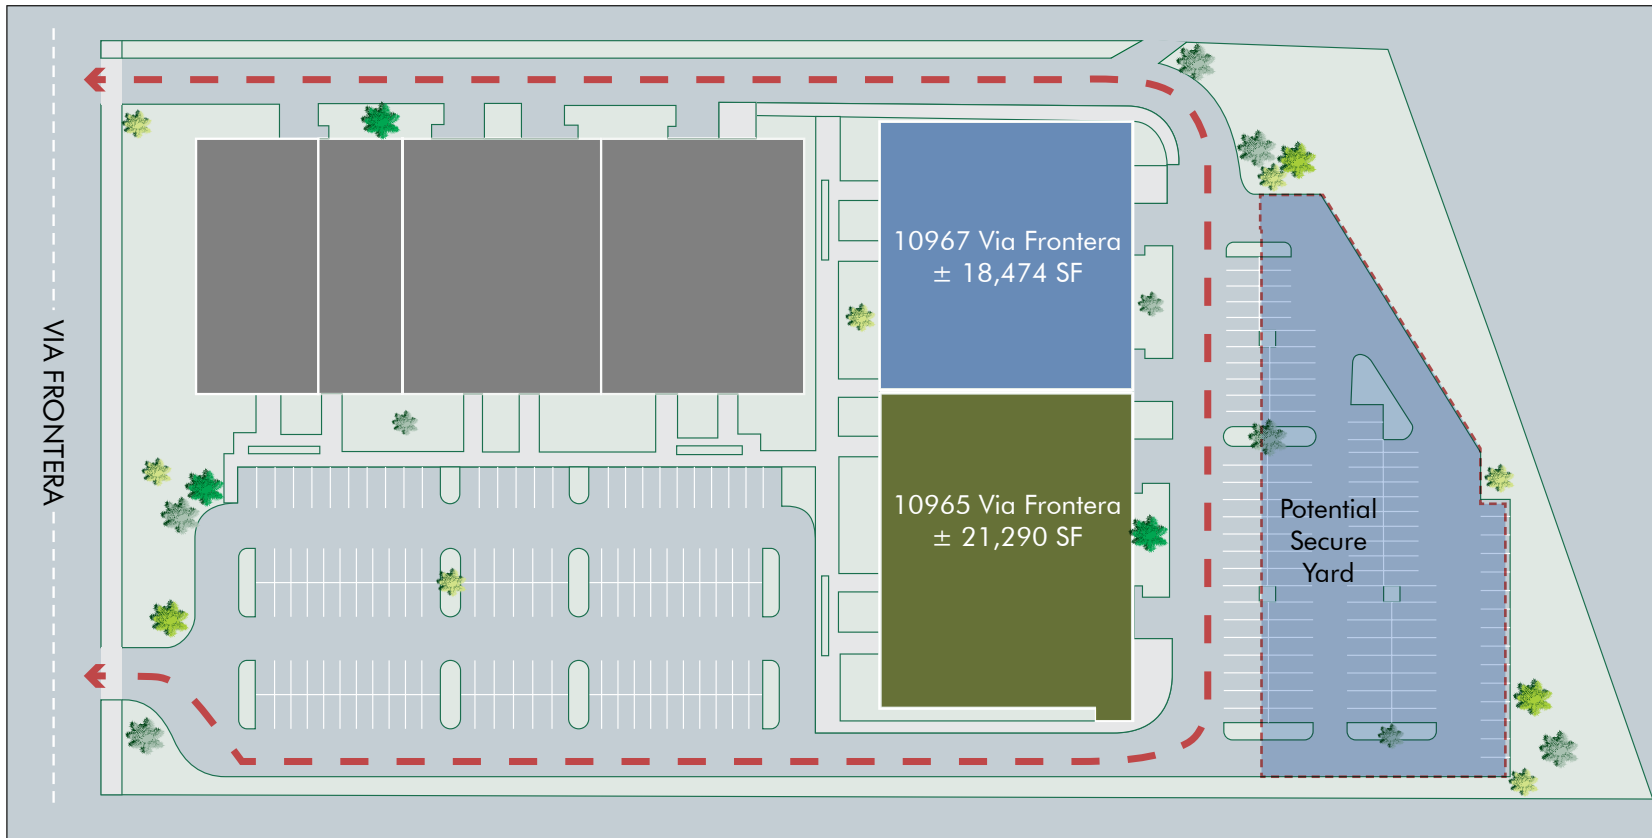 VIA FRONTERA
10967 Via Frontera
± 18,474 SF
10965 Via Frontera
± 21,290 SF
Potential
Secure
Yard